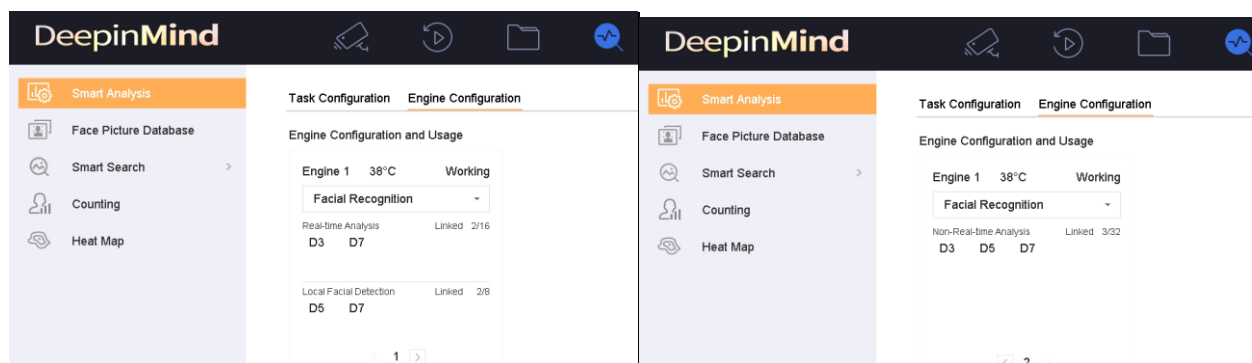 DeepinMind
Smart Analysis
Face Picture Database
Smart Search
Counting
Heat Map
Task Configuration Engine Configuration
Engine Configuration and Usage
Engine 1 38°C Working
Facial Recognition
Real-time Analysis Linked 2/16
D3 D7
Local Facial Detection Linked 2/8
D5 D7
1
DeepinMind
Smart Analysis
Face Picture Database
Smart Search
Counting
Heat Map
Task Configuration Engine Configuration
Engine Configuration and Usage
Engine 1 38°C Working
Facial Recognition
Non-Real-time Analysis Linked 3/32
D3 D5 D7
2